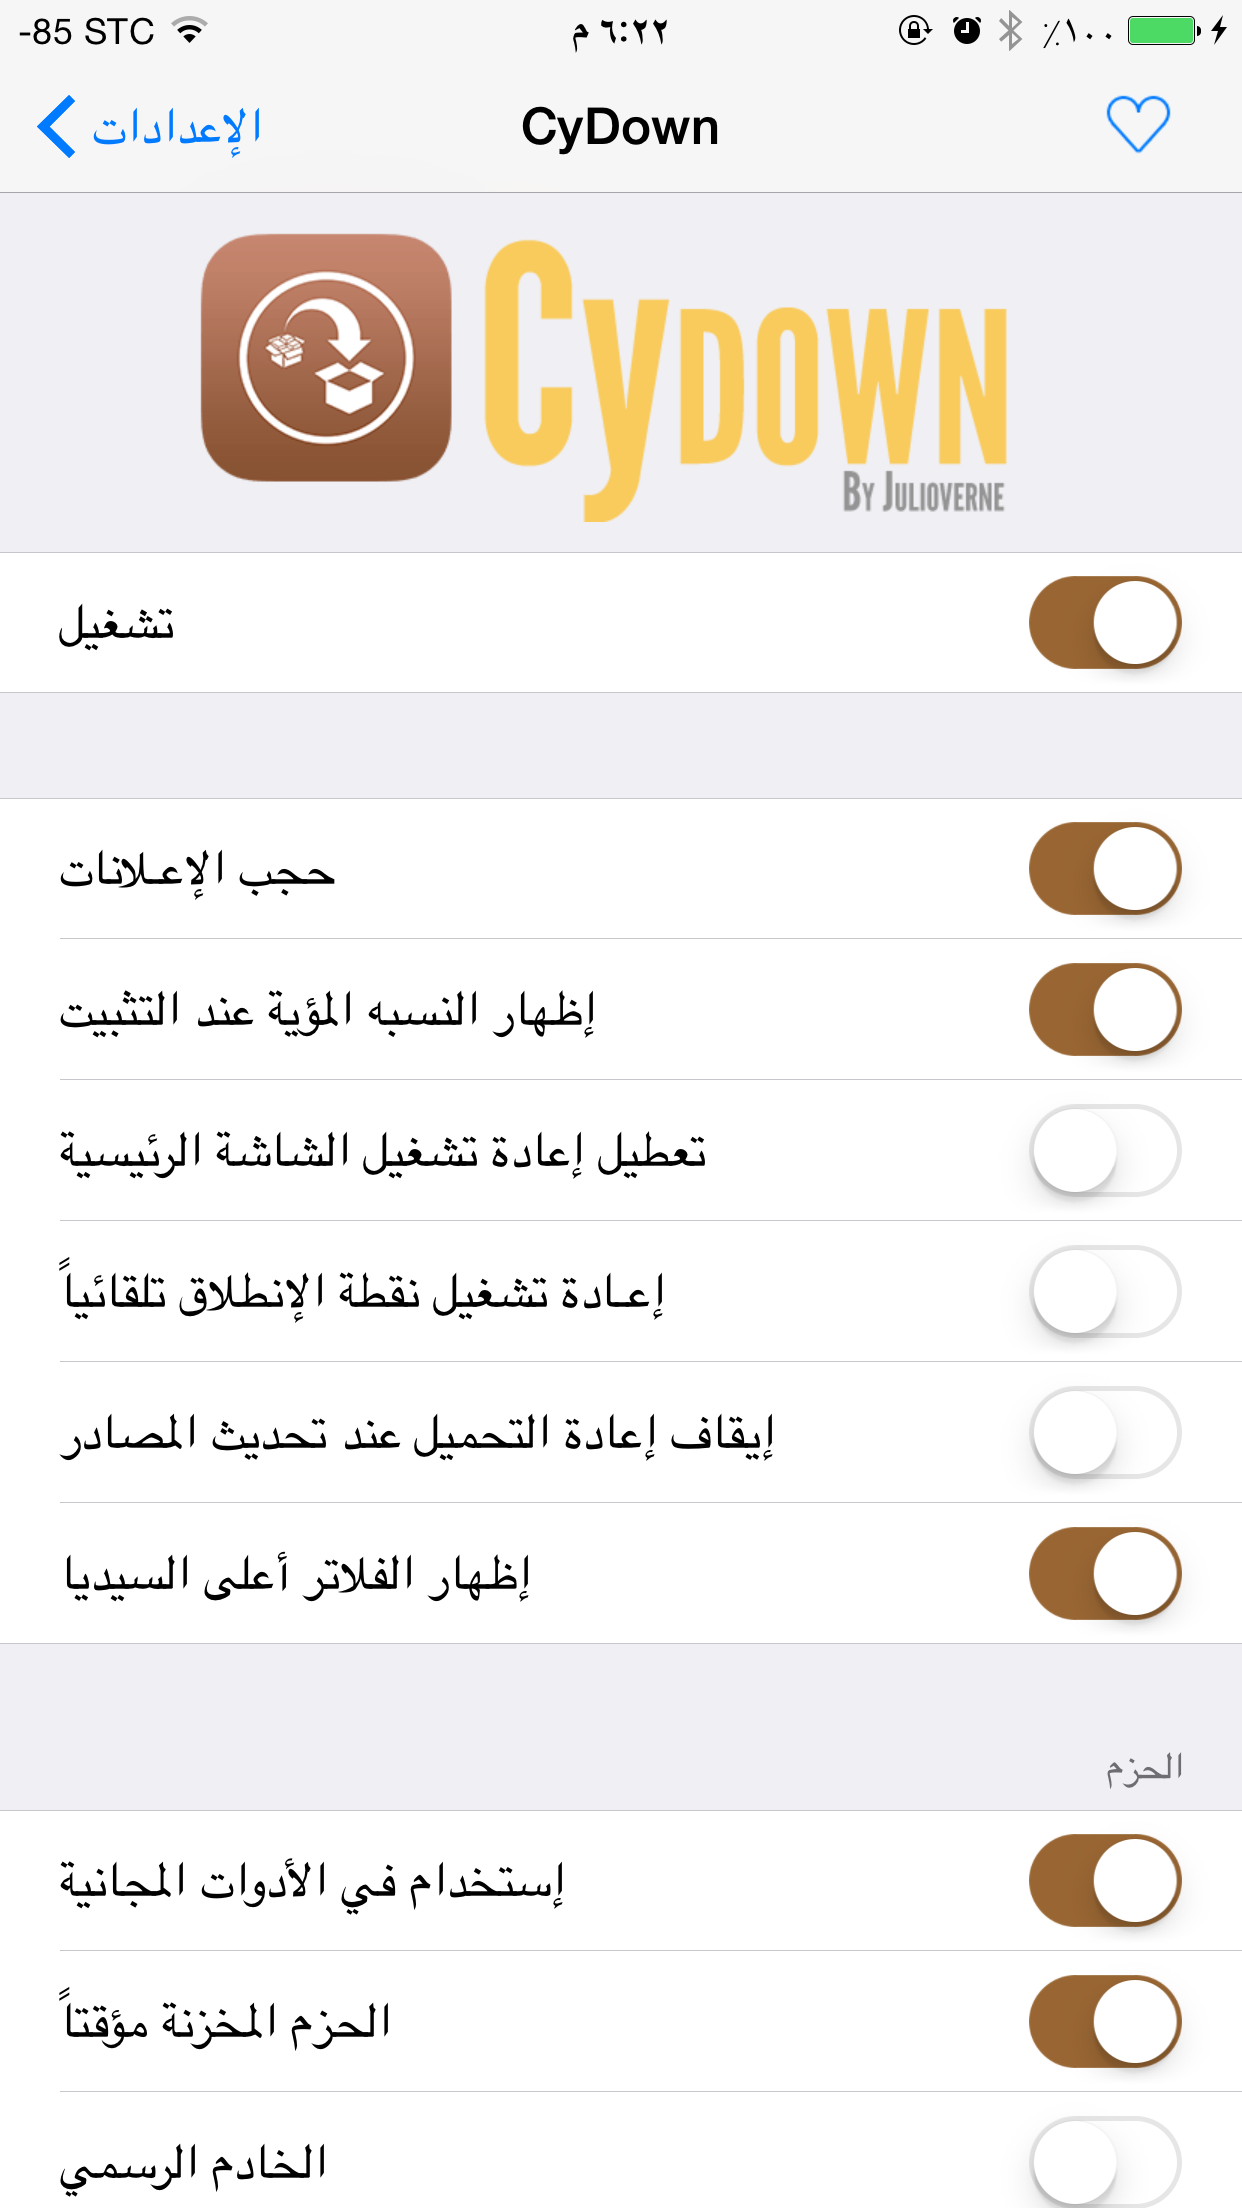 -85 STC ٦:٢٢ م ٪١٠٠
الإعدادات CyDown
CYDOWN
BY JULIOVERNE
تشغيل
حجب الإعلانات
إظهار النسبه المؤية عند التثبيت
تعطيل إعادة تشغيل الشاشة الرئيسية
إعادة تشغيل نقطة الإنطلاق تلقائياً
إيقاف إعادة التحميل عند تحديث المصادر
إظهار الفلاتر أعلى السيديا
الحزم
إستخدام في الأدوات المجانية
الحزم المخزنة مؤقتاً
الخادم الرسمي